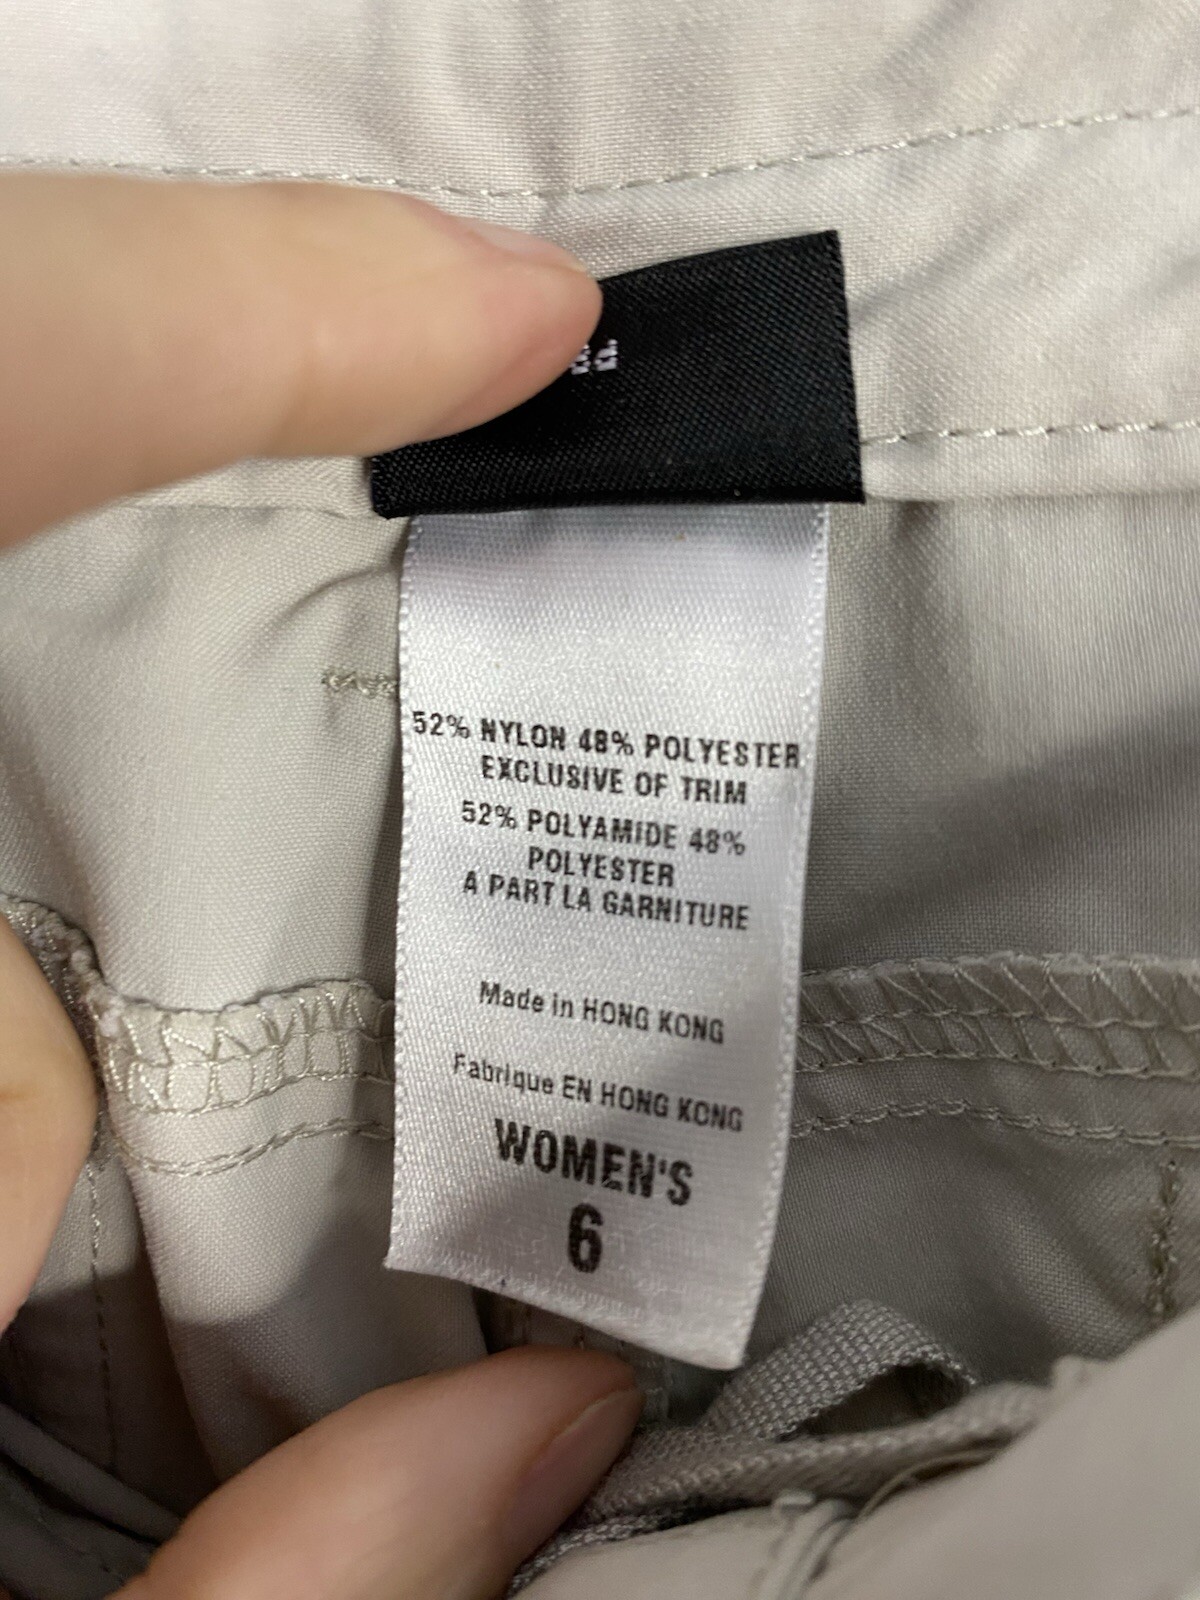 52% NYLON 48% POLYESTER
EXCLUSIVE OF TRIM
52% POLYAMIDE 48%
POLYESTER
A PART LA GARNITURE
Made in HONG KONG
Fabrique EN HONG KONG
WOMEN'S
6